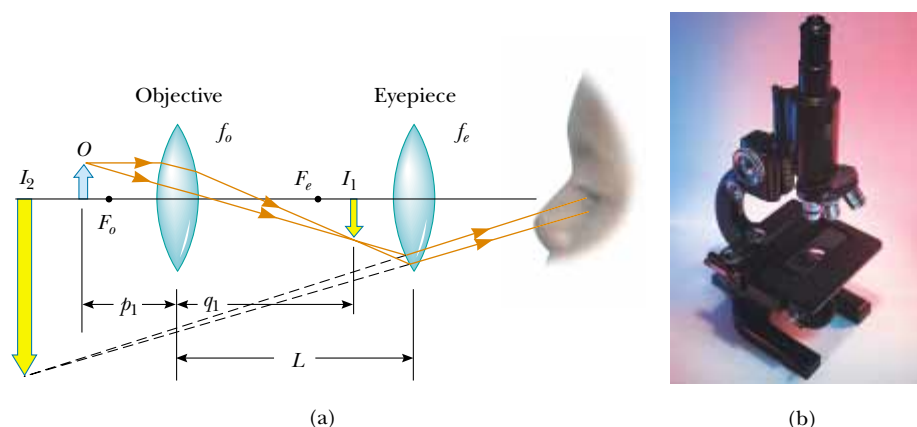 Objective
Eyepiece
f_o
f_e
O
I_2
F_e
I_1
F_o
p_1
q_1
L
(a)
(b)